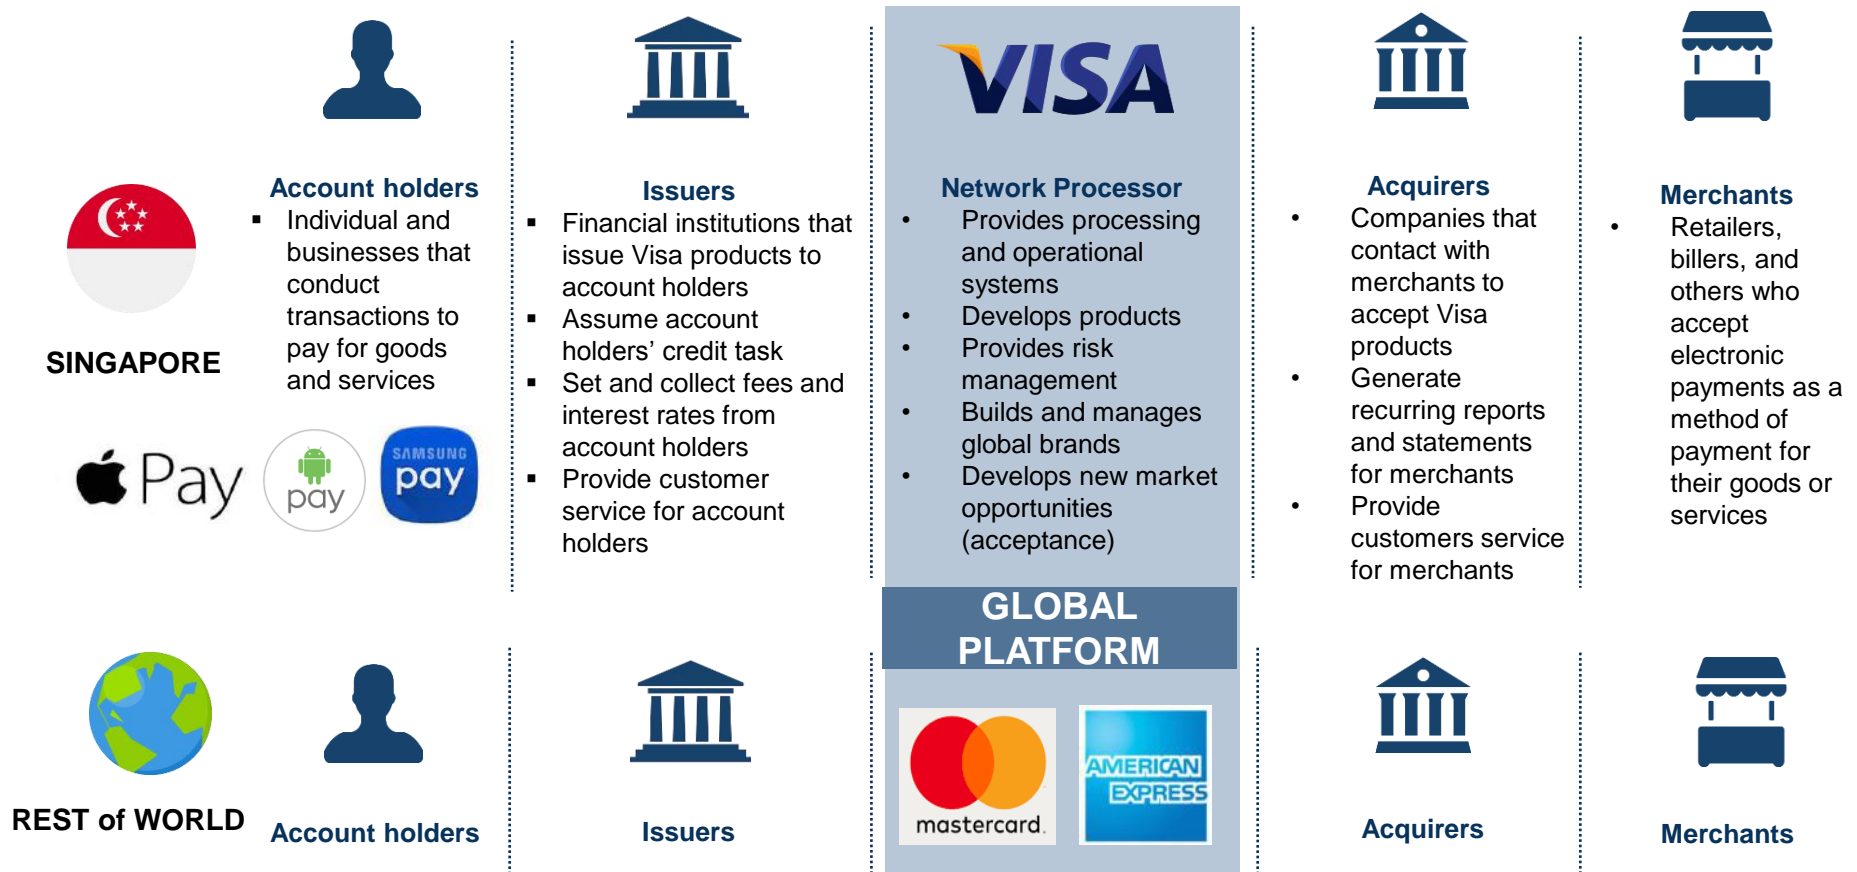 VISA
Account holders
▪ Individual and
businesses that
conduct
transactions to
pay for goods
and services
Issuers
▪ Financial institutions that
issue Visa products to
account holders
▪ Assume account
holders’ credit task
▪ Set and collect fees and
interest rates from
account holders
▪ Provide customer
service for account
holders
Network Processor
• Provides processing
and operational
systems
• Develops products
• Provides risk
management
• Builds and manages
global brands
• Develops new market
opportunities
(acceptance)
Acquirers
• Companies that
contact with
merchants to
accept Visa
products
• Generate
recurring reports
and statements
for merchants
• Provide
customers service
for merchants
Merchants
• Retailers,
billers, and
others who
accept
electronic
payments as a
method of
payment for
their goods or
services
SINGAPORE
Pay
pay
SAMSUNG
pay
GLOBAL
PLATFORM
mastercard.
AMERICAN
EXPRESS
REST of WORLD
Account holders
Issuers
Acquirers
Merchants